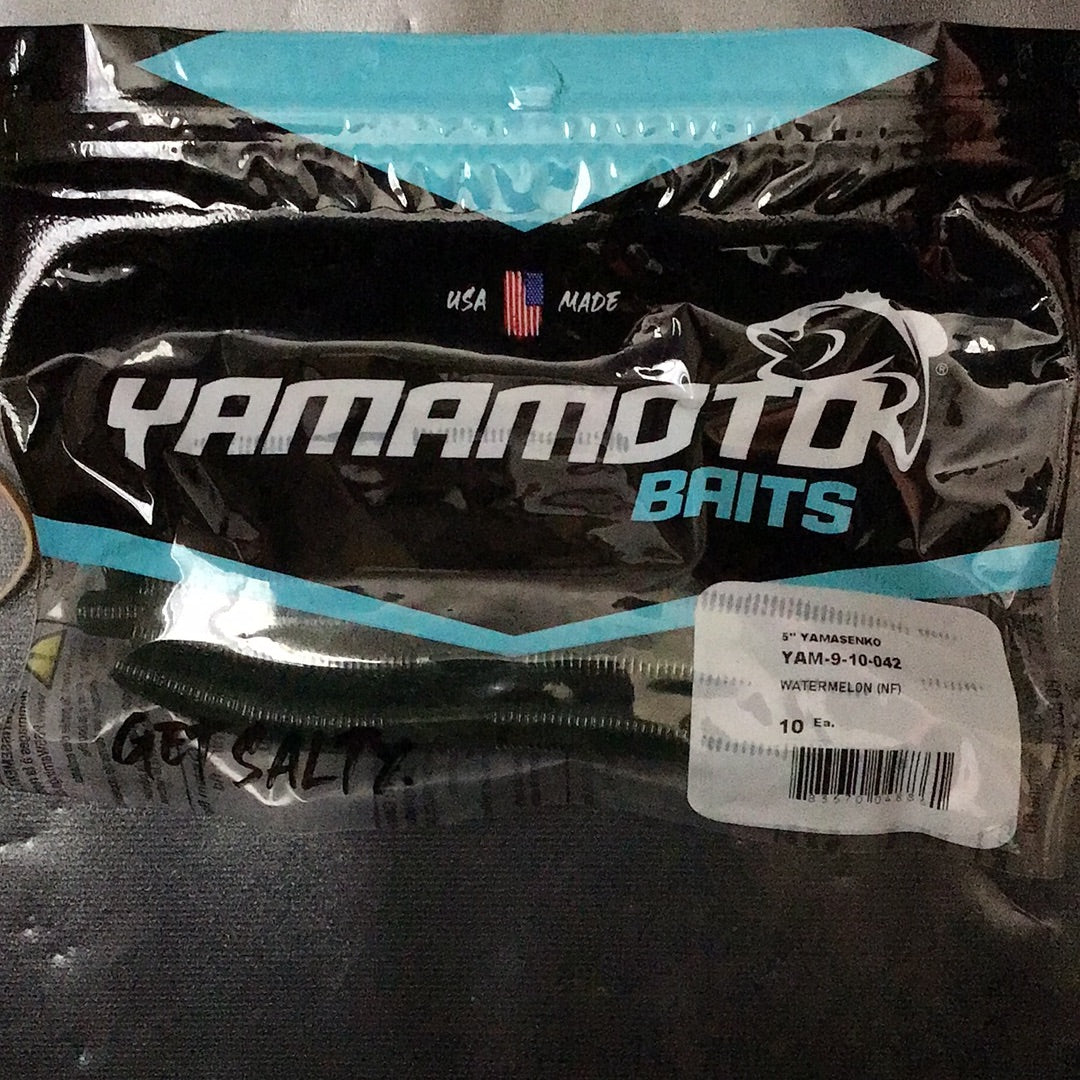 USA MADE
YAMAMOTO
®
BAITS
5" YAMASENKO
YAM-9-10-042
WATERMELON (NF)
10 Ea.
GET SALTY.